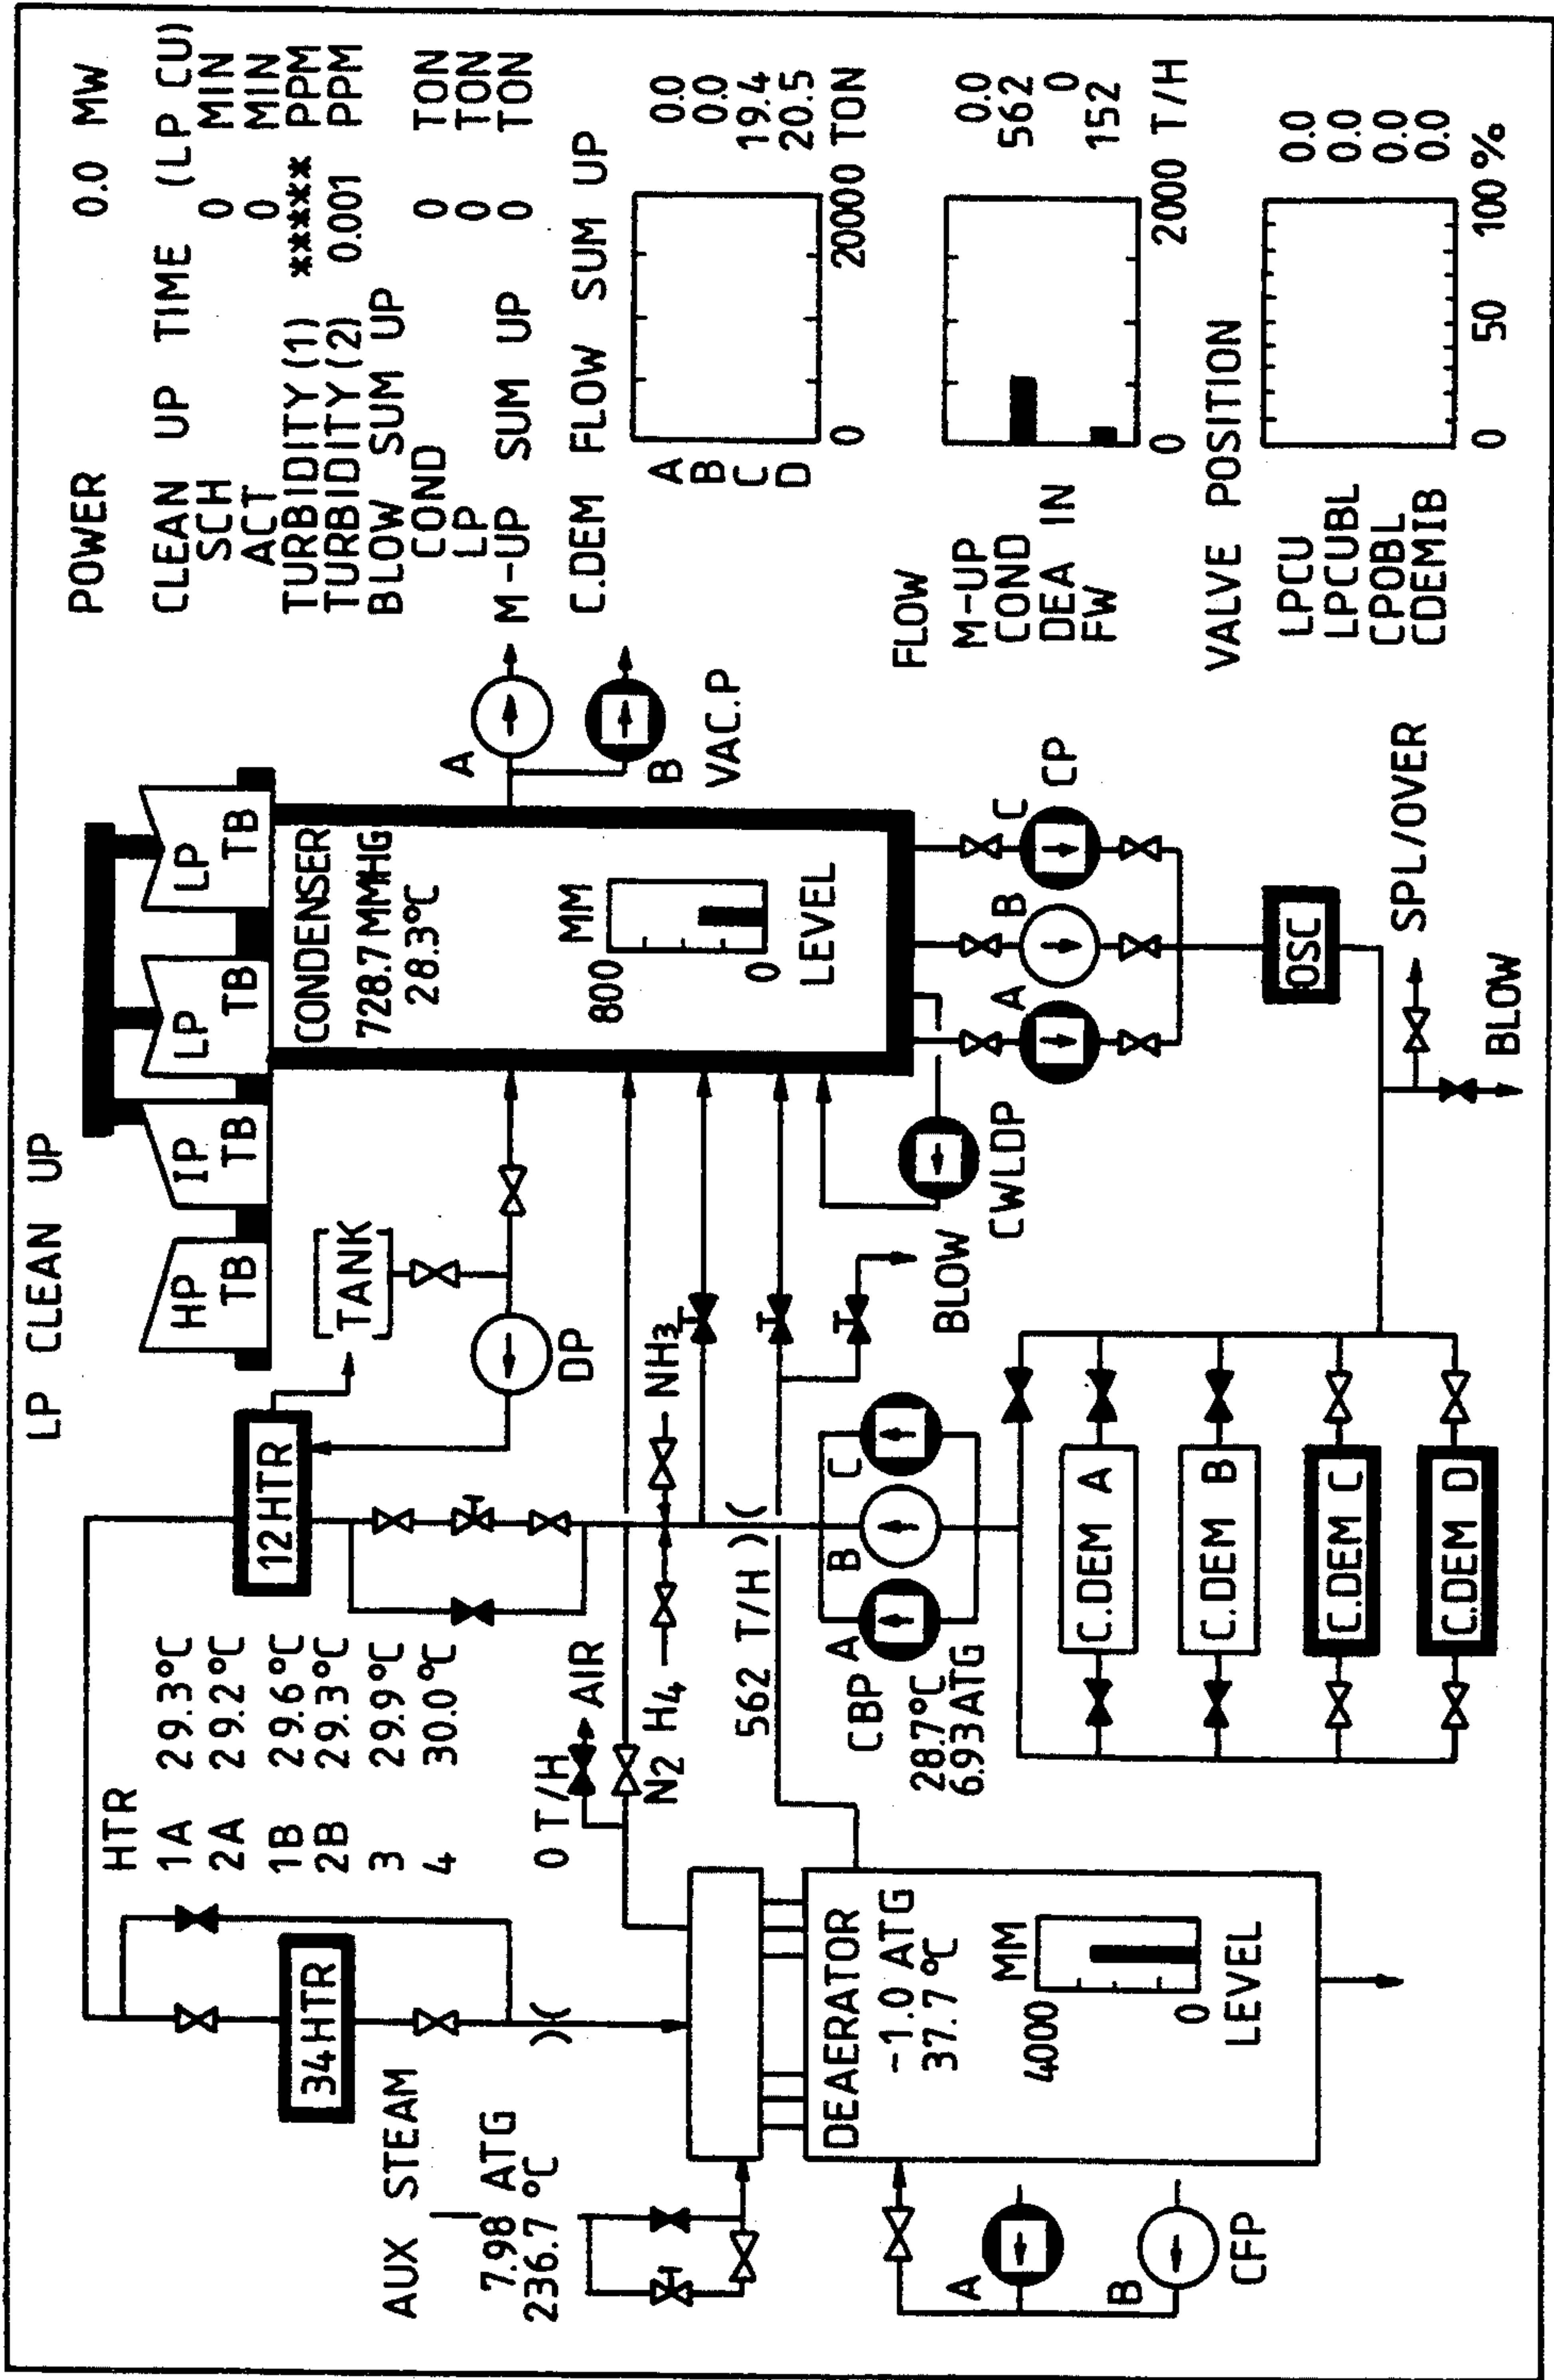 LP CLEAN UP
HP TB
IP TB
LP TB
LP TB
POWER 0.0 MW
CLEAN UP TIME (LP CU)
SCH 0 MIN
ACT 0 MIN
TURBIDITY (1) ***** PPM
TURBIDITY (2) 0.001 PPM
BLOW SUM UP
COND 0 TON
LP 0 TON
M-UP SUM UP 0 TON
C.DEM FLOW SUM UP
A 0.0
B 0.0
C 19.4
D 20.5
0 20000 TON
FLOW
M-UP 0.0
COND 562
DEA IN 0
FW 152
0 2000 T/H
VALVE POSITION
LPCU 0.0
LPCUBL 0.0
CPOBL 0.0
CDEMIB 0.0
0 50 100 %
CONDENSER
728.7 MMHG
28.3°C
MM
800
0
LEVEL
A
B
VAC.P
A B C CP
OSC
SPL/OVER
BLOW
CWLDP
TANK
DP
12HTR
34HTR
HTR
1A 29.3°C
2A 29.2°C
1B 29.6°C
2B 29.3°C
3 29.9°C
4 30.0°C
AUX STEAM
7.98 ATG
236.7 °C
0 T/H
AIR
N2 H4
NH3
562 T/H
BLOW
CBP
A B C
28.7°C
6.93ATG
C.DEM A
C.DEM B
C.DEM C
C.DEM D
DEAERATOR
-1.0 ATG
37.7 °C
MM
4000
0
LEVEL
A
B
CFP